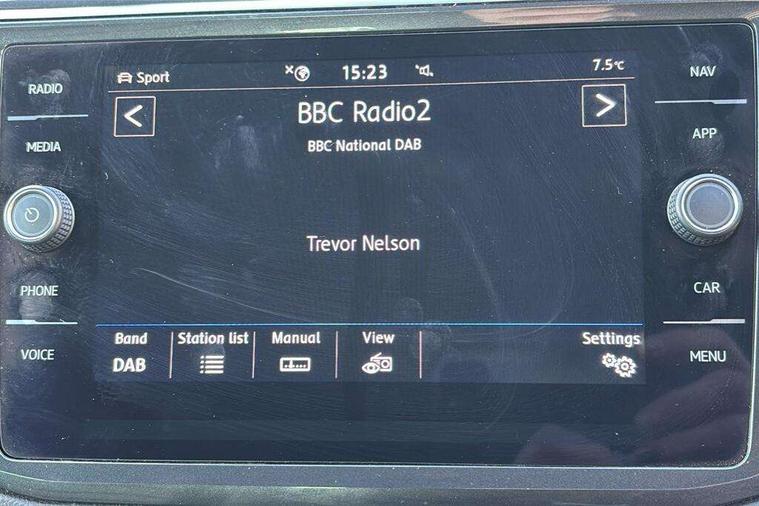 RADIO
MEDIA
PHONE
VOICE
Sport
15:23
7.5°C
BBC Radio2
BBC National DAB
Trevor Nelson
Band
DAB
Station list
Manual
View
Settings
NAV
APP
CAR
MENU